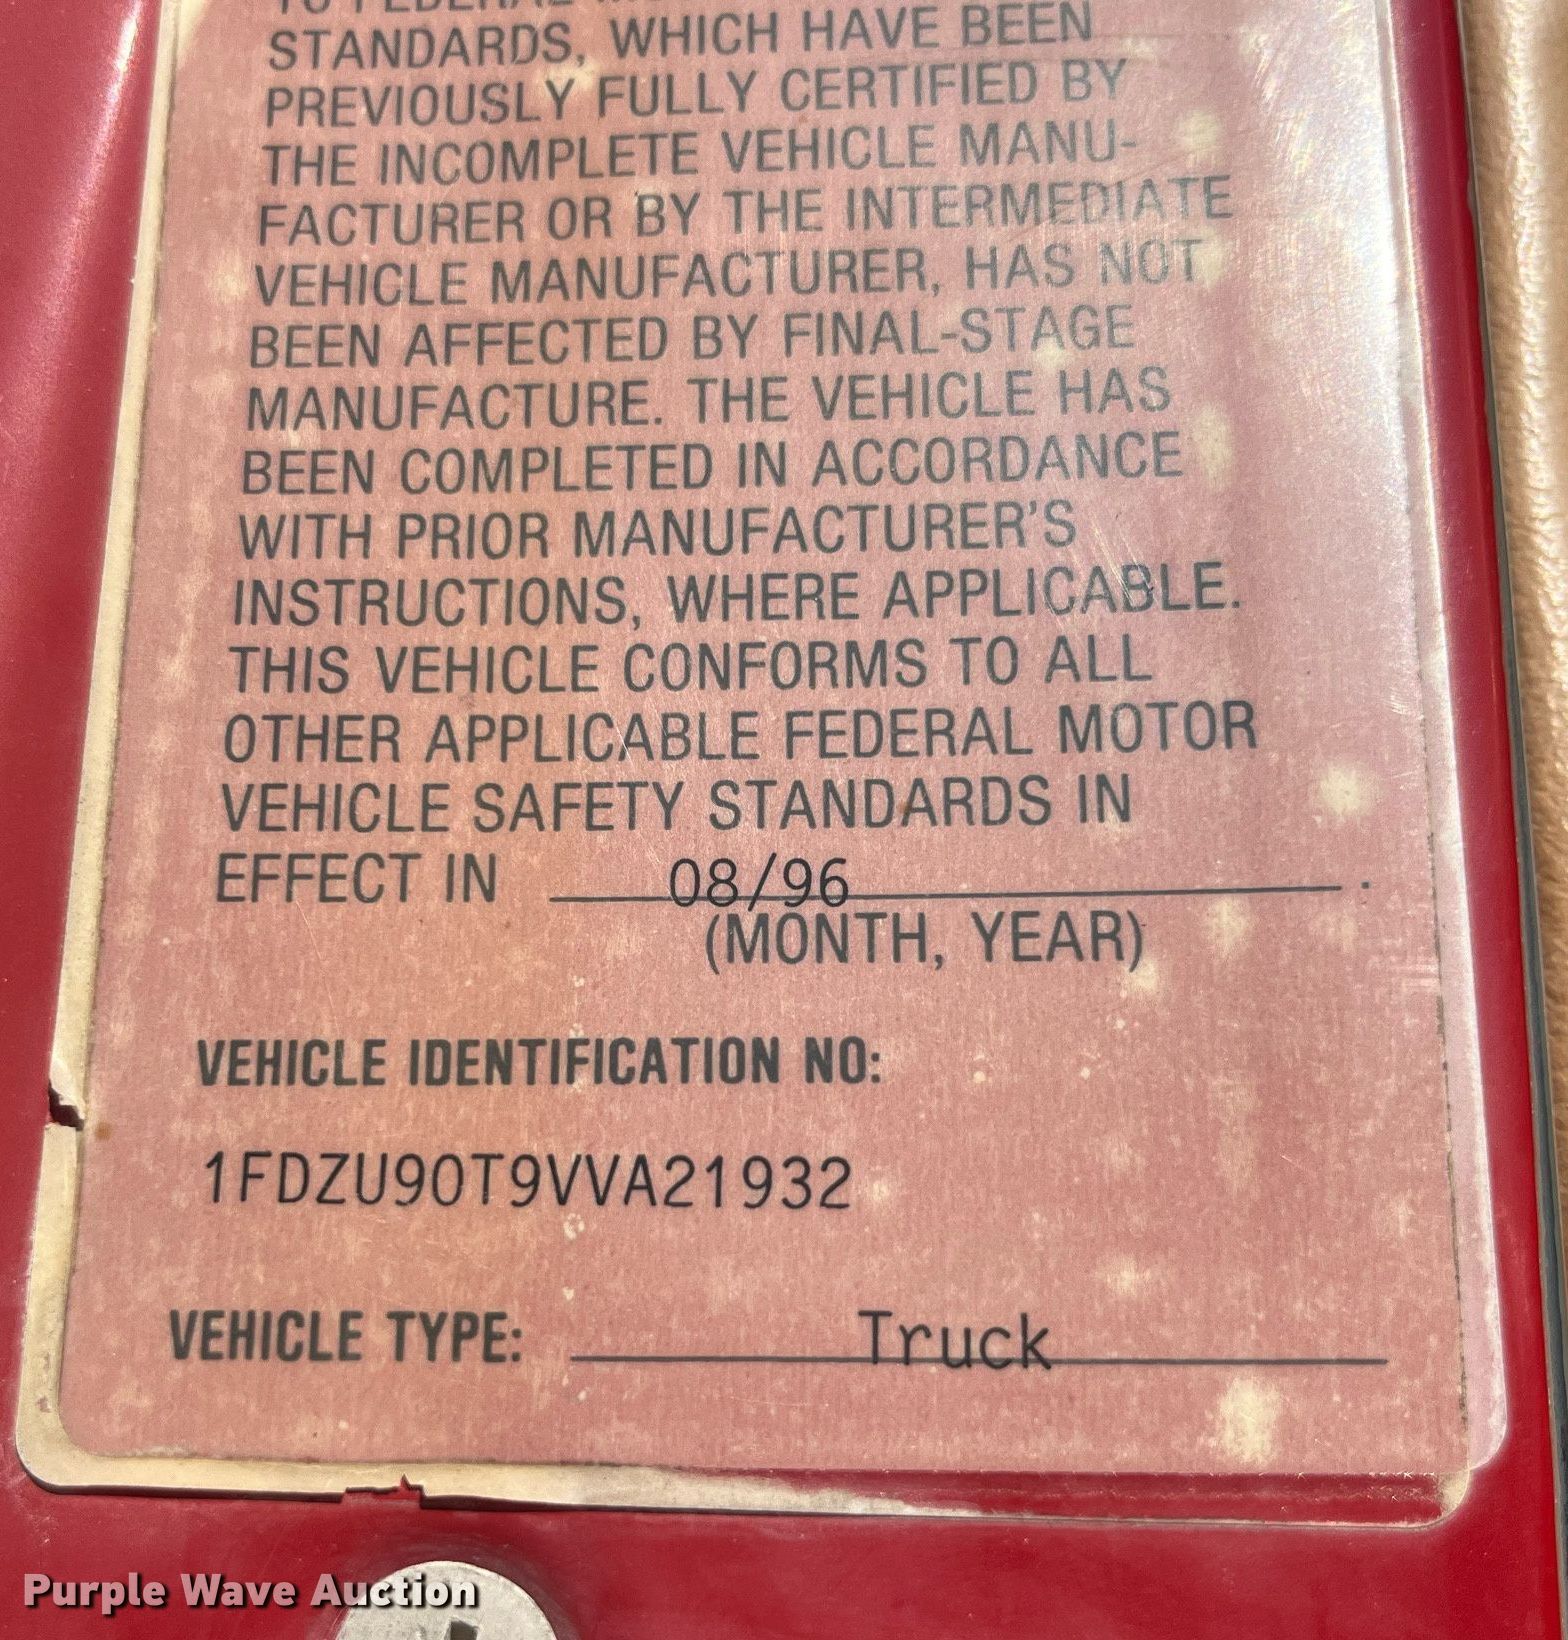 TO FEDERAL
STANDARDS, WHICH HAVE BEEN
PREVIOUSLY FULLY CERTIFIED BY
THE INCOMPLETE VEHICLE MANU-
FACTURER OR BY THE INTERMEDIATE
VEHICLE MANUFACTURER, HAS NOT
BEEN AFFECTED BY FINAL-STAGE
MANUFACTURE. THE VEHICLE HAS
BEEN COMPLETED IN ACCORDANCE
WITH PRIOR MANUFACTURER'S
INSTRUCTIONS, WHERE APPLICABLE.
THIS VEHICLE CONFORMS TO ALL
OTHER APPLICABLE FEDERAL MOTOR
VEHICLE SAFETY STANDARDS IN
EFFECT IN 08/96 .
(MONTH, YEAR)
VEHICLE IDENTIFICATION NO:
1FDZU90T9VVA21932
VEHICLE TYPE: Truck
Purple Wave Auction